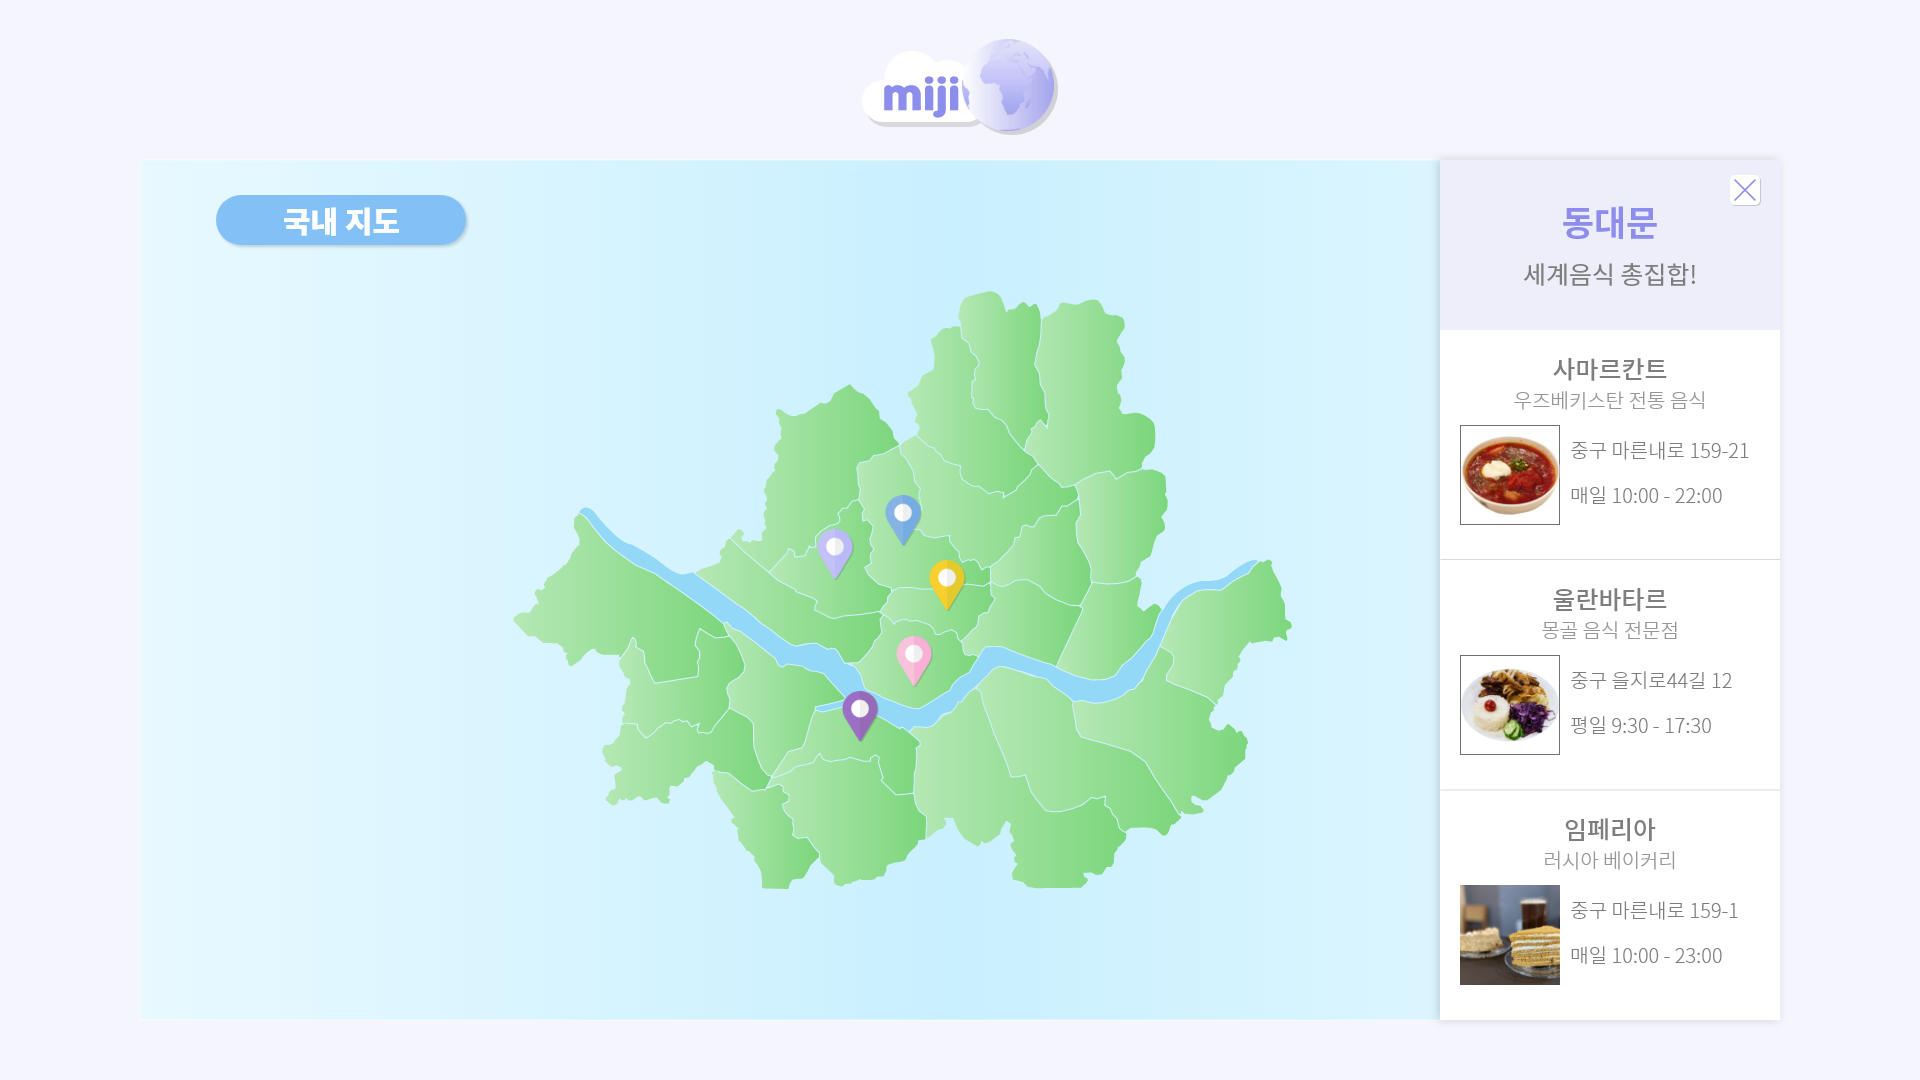 miji
국내 지도
동대문
세계음식 총집합!
사마르칸트
우즈베키스탄 전통 음식
중구 마른내로 159-21
매일 10:00 - 22:00
울란바타르
몽골 음식 전문점
중구 을지로44길 12
평일 9:30 - 17:30
임페리아
러시아 베이커리
중구 마른내로 159-1
매일 10:00 - 23:00